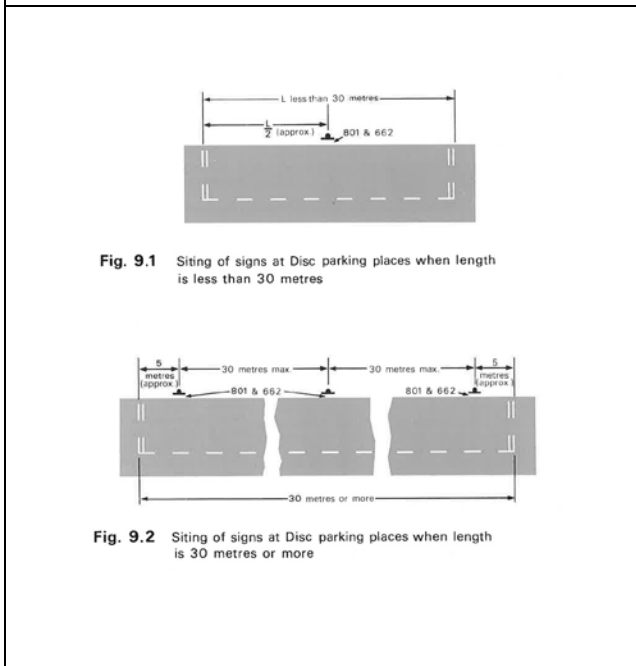 L less than 30 metres
L
2 (approx.)
801 & 662
Fig. 9.1 Siting of signs at Disc parking places when length
is less than 30 metres
5
metres
(approx.)
30 metres max.
30 metres max.
5
metres
(approx.)
801 & 662
801 & 662
30 metres or more
Fig. 9.2 Siting of signs at Disc parking places when length
is 30 metres or more